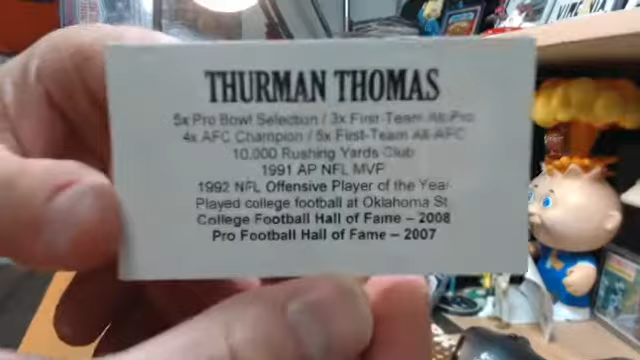 THURMAN THOMAS
5x Pro Bowl Selection / 3x First-Team All-Pro
4x AFC Champion / 5x First-Team All-AFC
10,000 Rushing Yards Club
1991 AP NFL MVP
1992 NFL Offensive Player of the Year
Played college football at Oklahoma St
College Football Hall of Fame – 2008
Pro Football Hall of Fame – 2007